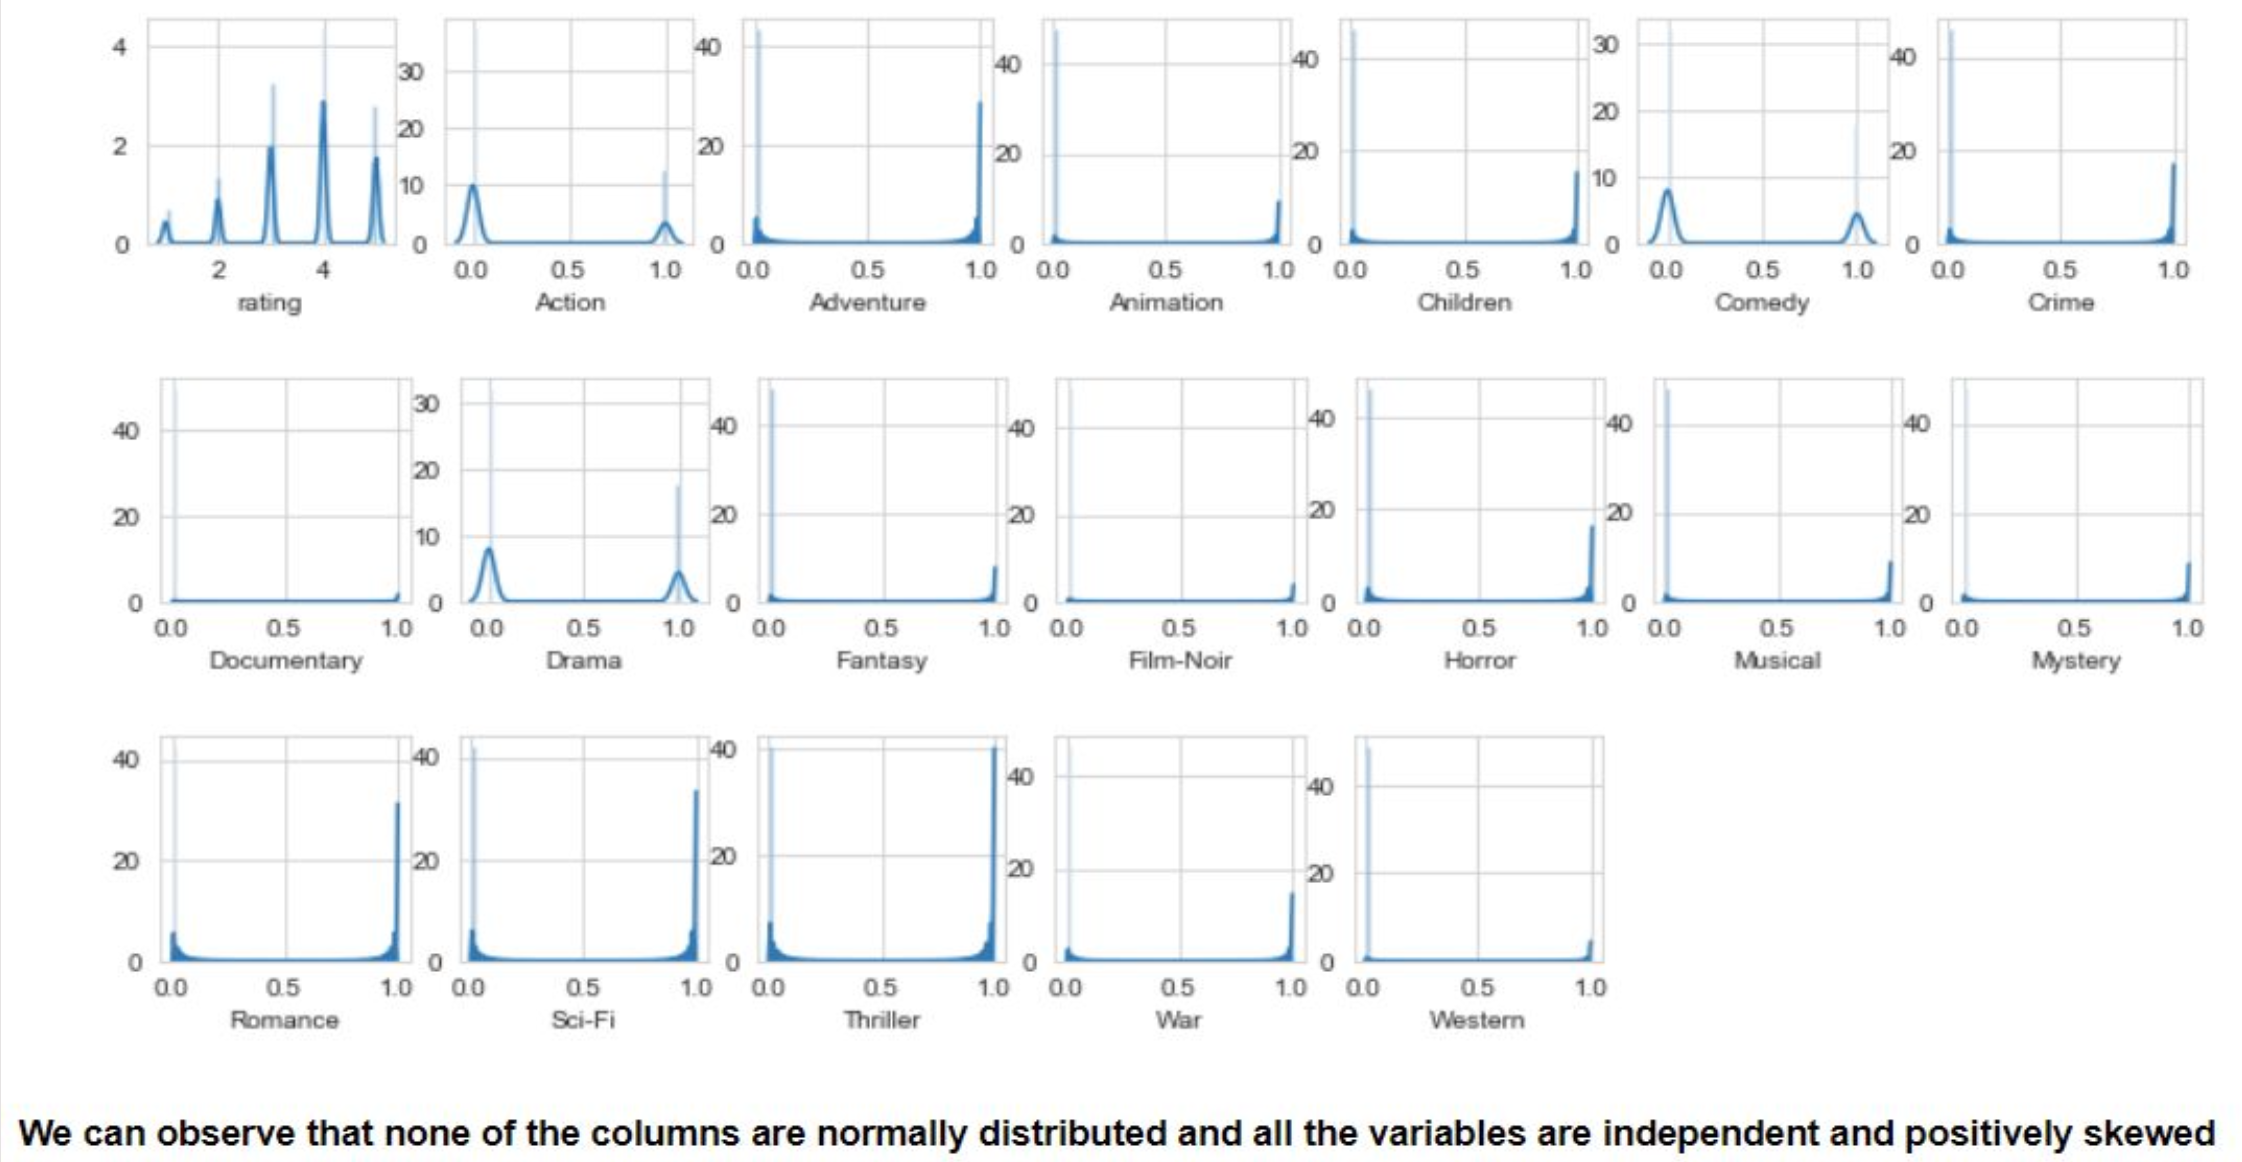 4 2 0 2 4 rating
30 20 10 0 0.0 0.5 1.0 Action
40 20 0 0.0 0.5 1.0 Adventure
40 20 0 0.0 0.5 1.0 Animation
40 20 0 0.0 0.5 1.0 Children
30 20 10 0 0.0 0.5 1.0 Comedy
40 20 0 0.0 0.5 1.0 Crime
40 20 0 0.0 0.5 1.0 Documentary
30 20 10 0 0.0 0.5 1.0 Drama
40 20 0 0.0 0.5 1.0 Fantasy
40 20 0 0.0 0.5 1.0 Film-Noir
40 20 0 0.0 0.5 1.0 Horror
40 20 0 0.0 0.5 1.0 Musical
40 20 0 0.0 0.5 1.0 Mystery
40 20 0 0.0 0.5 1.0 Romance
40 20 0 0.0 0.5 1.0 Sci-Fi
40 20 0 0.0 0.5 1.0 Thriller
40 20 0 0.0 0.5 1.0 War
40 20 0 0.0 0.5 1.0 Western
We can observe that none of the columns are normally distributed and all the variables are independent and positively skewed